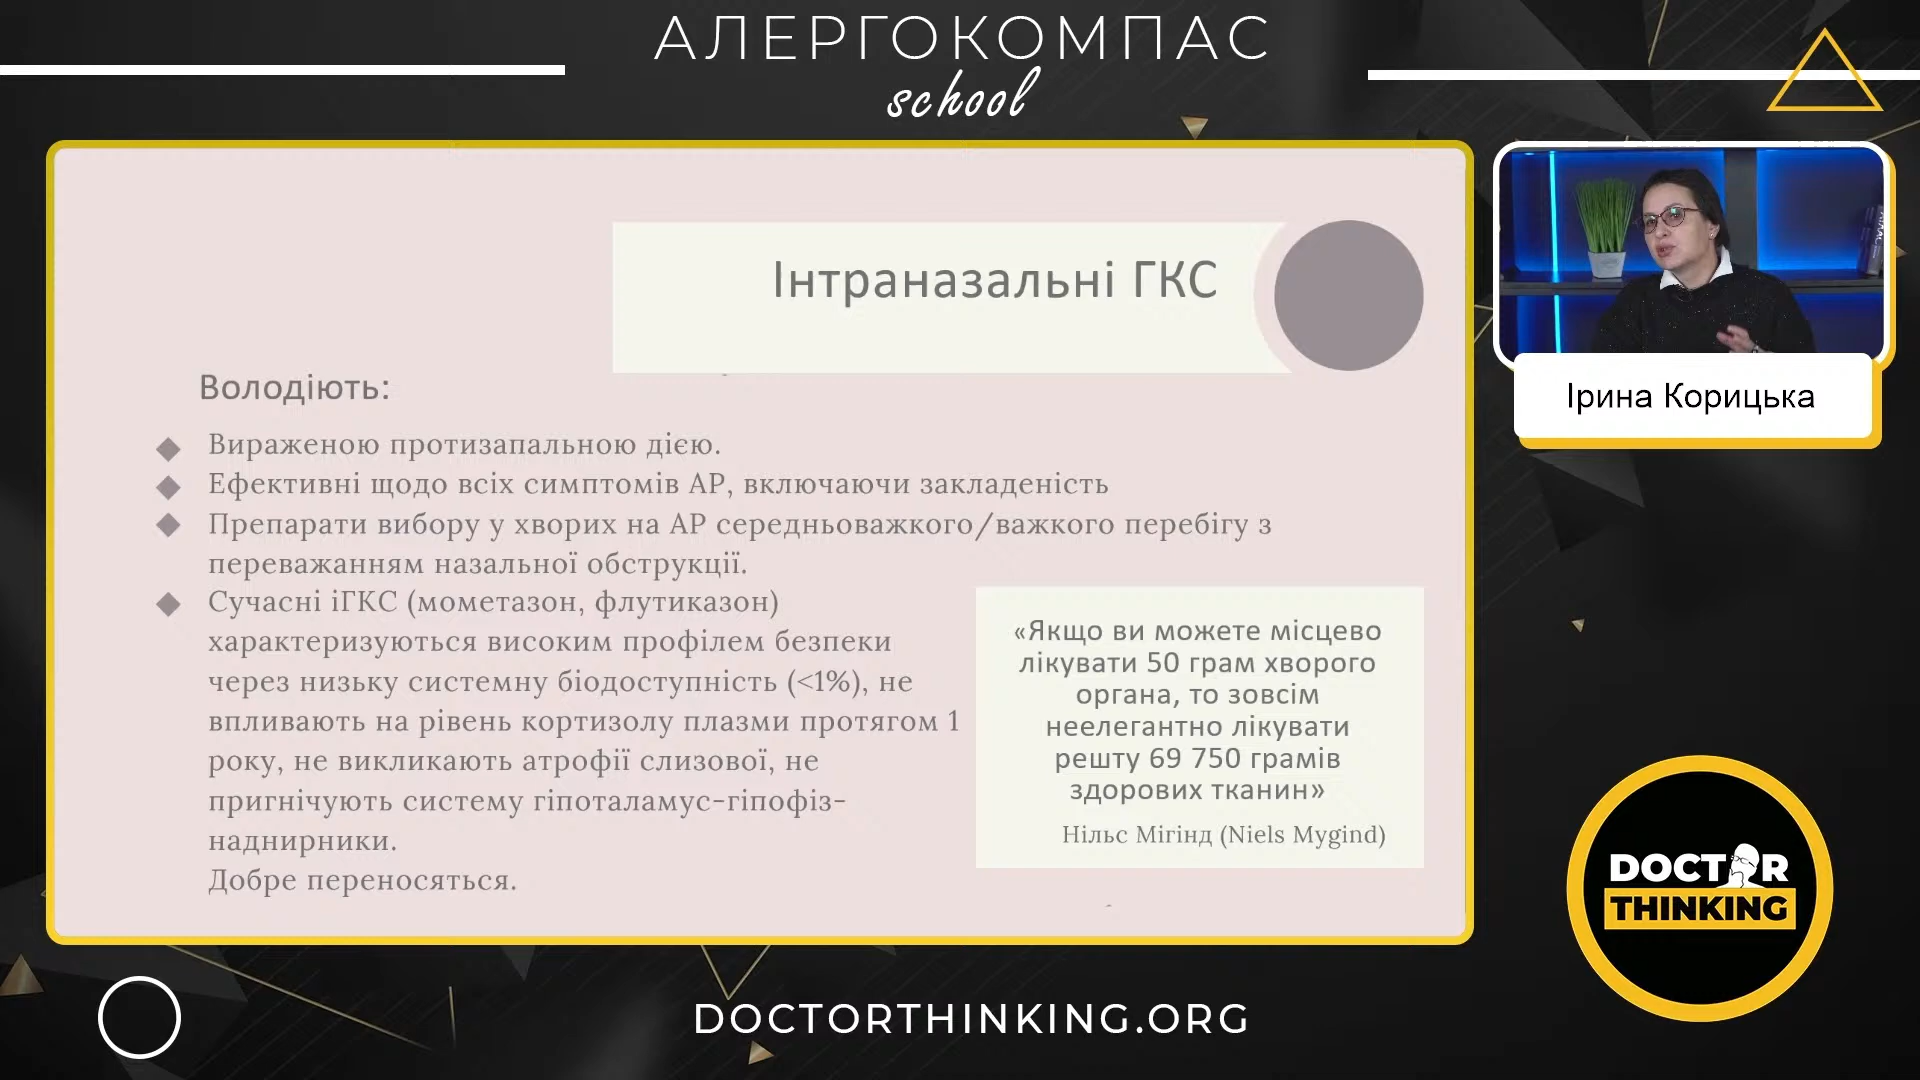 АЛЕРГОКОМПАС
school
Інтраназальні ГКС
Володіють:
Вираженою протизапальною дією.
Ефективні щодо всіх симптомів АР, включаючи закладеність
Препарати вибору у хворих на АР середньоважкого/важкого перебігу з
переважанням назальної обструкції.
Сучасні іГКС (мометазон, флутиказон)
характеризуються високим профілем безпеки
через низьку системну біодоступність (<1%), не
впливають на рівень кортизолу плазми протягом 1
року, не викликають атрофії слизової, не
пригнічують систему гіпоталамус-гіпофіз-
наднирники.
Добре переносяться.
«Якщо ви можете місцево
лікувати 50 грам хворого
органа, то зовсім
неелегантно лікувати
решту 69 750 грамів
здорових тканин»
Нільс Мігінд (Niels Mygind)
Ірина Корицька
DOCTOR
THINKING
DOCTORTHINKING.ORG